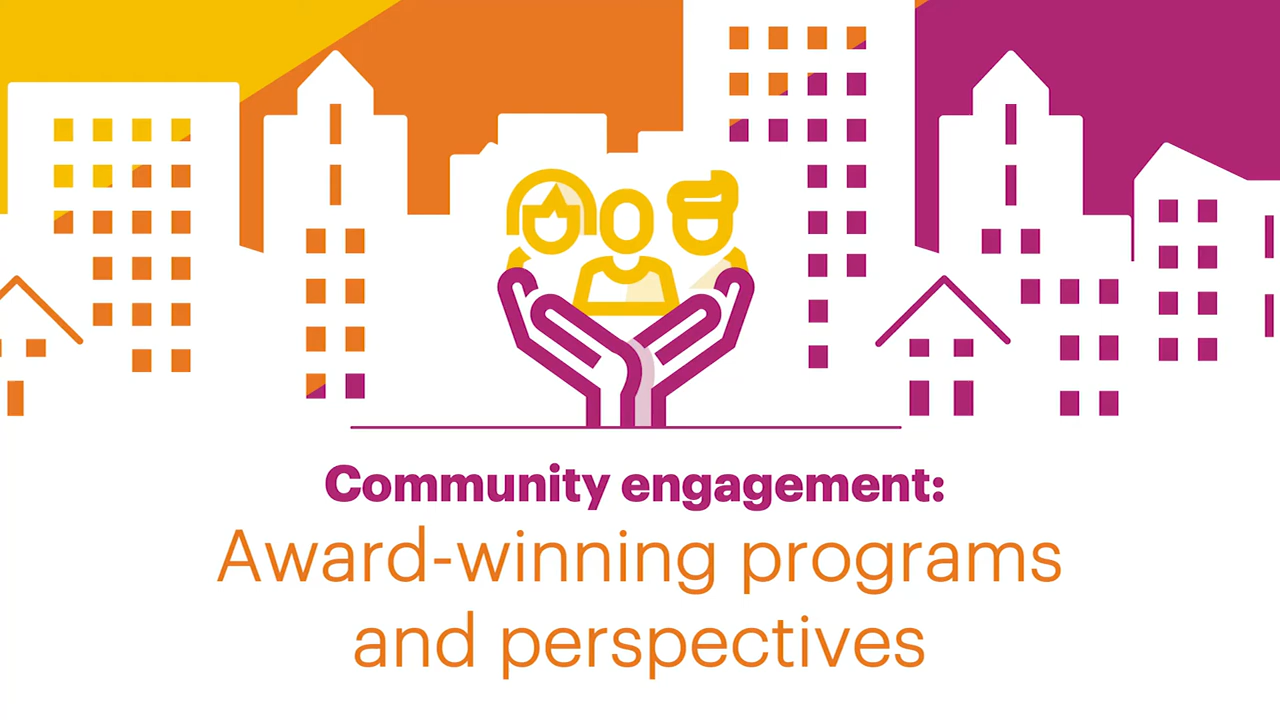 Community engagement:
Award-winning programs
and perspectives